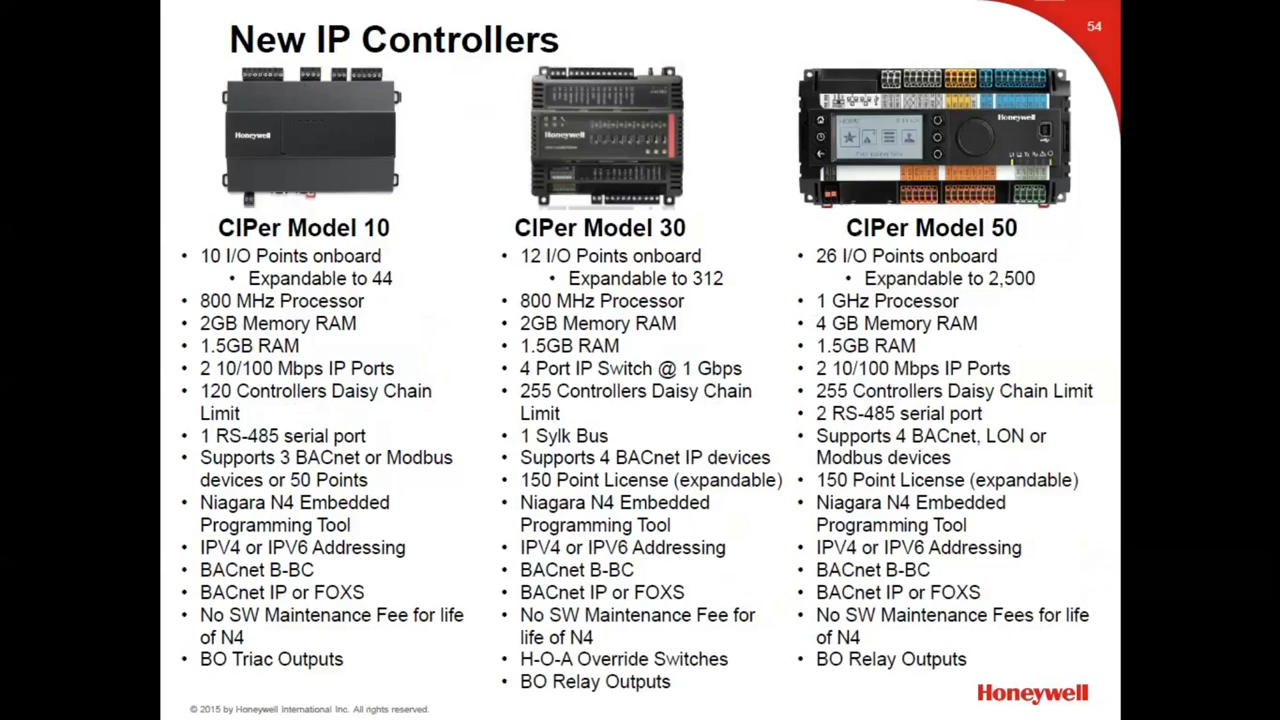 54
New IP Controllers
Honeywell
Honeywell
Honeywell
CIPer Model 10
• 10 I/O Points onboard
• Expandable to 44
• 800 MHz Processor
• 2GB Memory RAM
• 1.5GB RAM
• 2 10/100 Mbps IP Ports
• 120 Controllers Daisy Chain
Limit
• 1 RS-485 serial port
• Supports 3 BACnet or Modbus
devices or 50 Points
• Niagara N4 Embedded
Programming Tool
• IPV4 or IPV6 Addressing
• BACnet B-BC
• BACnet IP or FOXS
• No SW Maintenance Fee for life
of N4
• BO Triac Outputs
CIPer Model 30
• 12 I/O Points onboard
• Expandable to 312
• 800 MHz Processor
• 2GB Memory RAM
• 1.5GB RAM
• 4 Port IP Switch @ 1 Gbps
• 255 Controllers Daisy Chain
Limit
• 1 Sylk Bus
• Supports 4 BACnet IP devices
• 150 Point License (expandable)
• Niagara N4 Embedded
Programming Tool
• IPV4 or IPV6 Addressing
• BACnet B-BC
• BACnet IP or FOXS
• No SW Maintenance Fee for
life of N4
• H-O-A Override Switches
• BO Relay Outputs
CIPer Model 50
• 26 I/O Points onboard
• Expandable to 2,500
• 1 GHz Processor
• 4 GB Memory RAM
• 1.5GB RAM
• 2 10/100 Mbps IP Ports
• 255 Controllers Daisy Chain Limit
• 2 RS-485 serial port
• Supports 4 BACnet, LON or
Modbus devices
• 150 Point License (expandable)
• Niagara N4 Embedded
Programming Tool
• IPV4 or IPV6 Addressing
• BACnet B-BC
• BACnet IP or FOXS
• No SW Maintenance Fees for life
of N4
• BO Relay Outputs
Honeywell
© 2015 by Honeywell International Inc. All rights reserved.